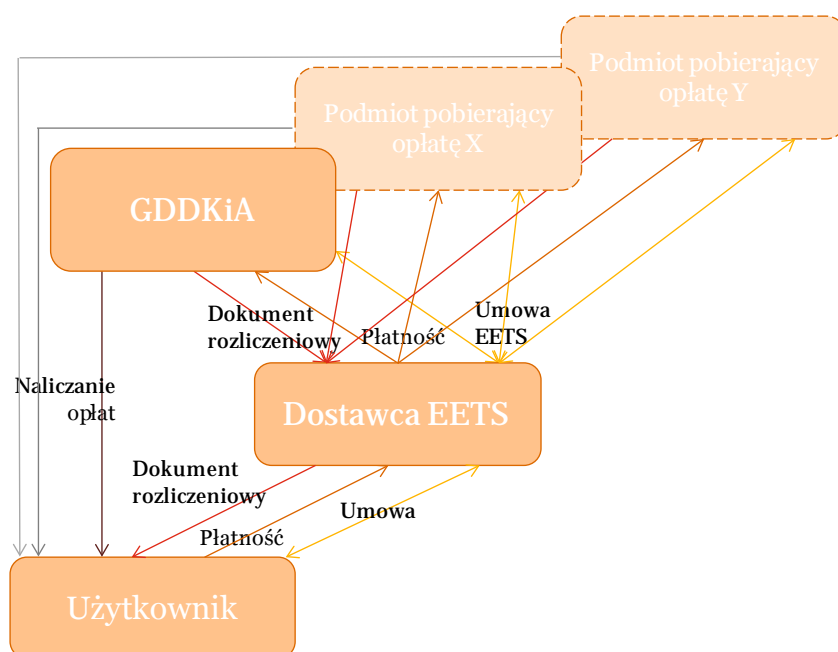 Podmiot pobierający
opłatę Y
Podmiot pobierający
opłatę X
GDDKiA
Dokument
rozliczeniowy
Płatność
Umowa
EETS
Naliczanie
opłat
Dostawca EETS
Dokument
rozliczeniowy
Płatność
Umowa
Użytkownik